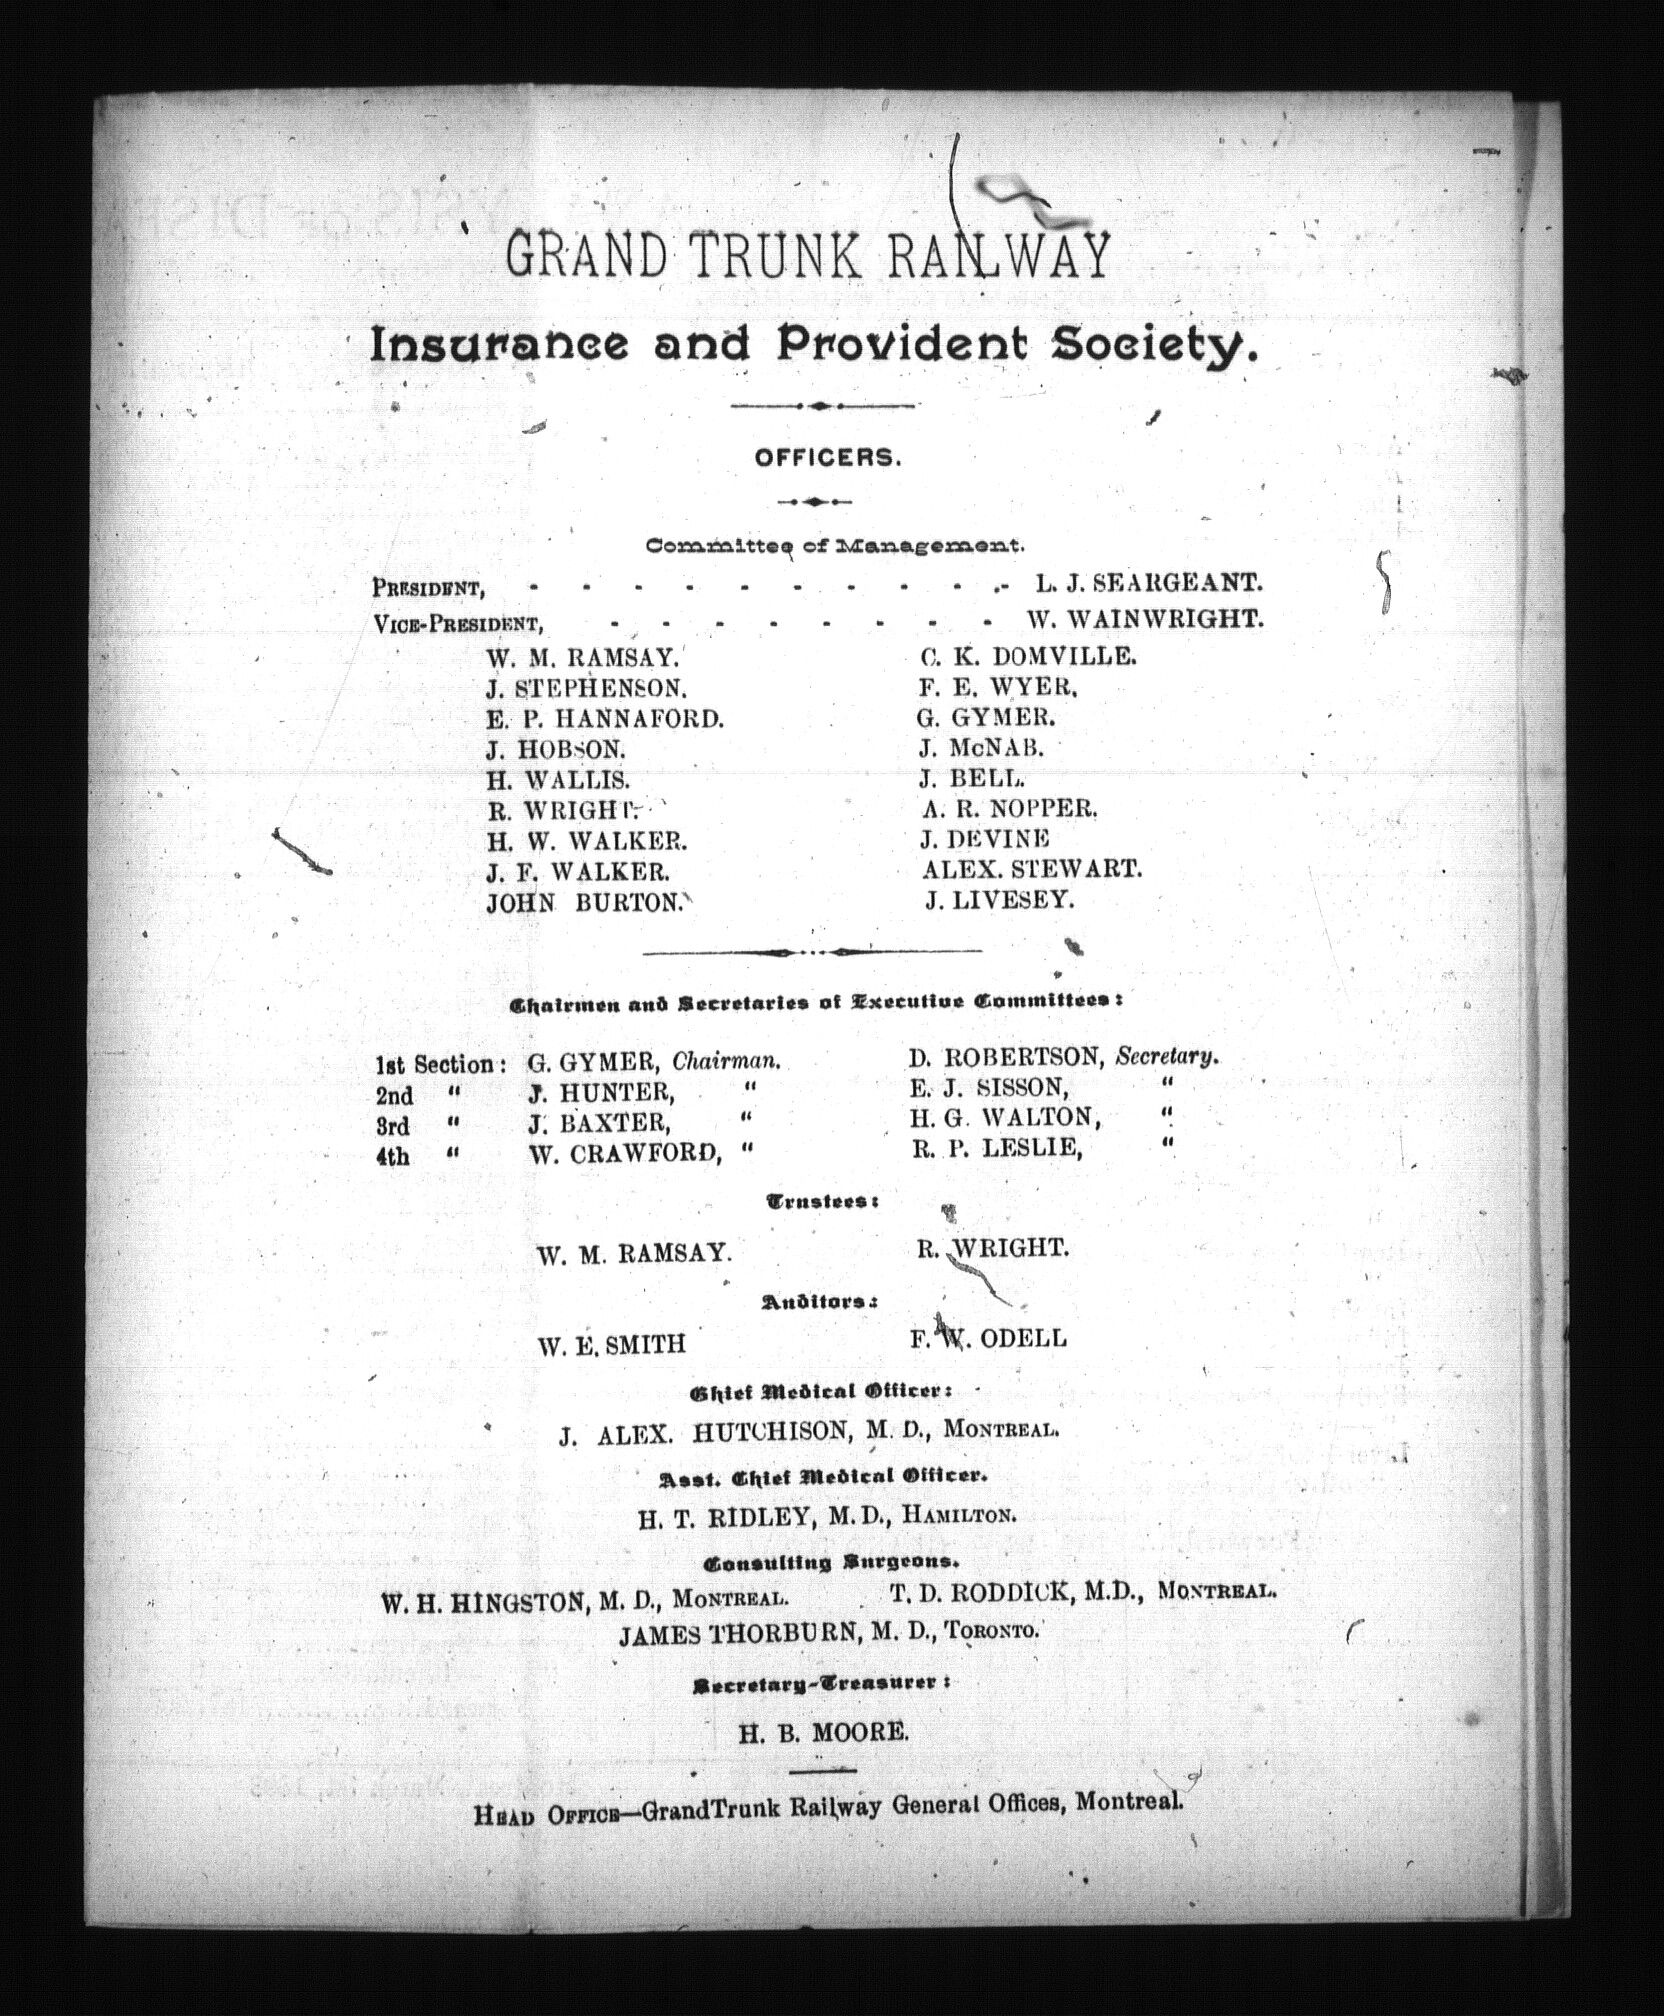 GRAND TRUNK RAILWAY
Insurance and Provident Society.
OFFICERS.
Committee of Management.
PRESIDENT, - - - - - - - - - - L. J. SEARGEANT.
VICE-PRESIDENT, - - - - - - - - W. WAINWRIGHT.
W. M. RAMSAY. C. K. DOMVILLE.
J. STEPHENSON. F. E. WYER.
E. P. HANNAFORD. G. GYMER.
J. HOBSON. J. McNAB.
H. WALLIS. J. BELL.
R. WRIGHT. A. R. NOPPER.
H. W. WALKER. J. DEVINE
J. F. WALKER. ALEX. STEWART.
JOHN BURTON. J. LIVESEY.
Chairmen and Secretaries of Executive Committees:
1st Section: G. GYMER, Chairman. D. ROBERTSON, Secretary.
2nd " J. HUNTER, " E. J. SISSON, "
3rd " J. BAXTER, " H. G. WALTON, "
4th " W. CRAWFORD, " R. P. LESLIE, "
Trustees:
W. M. RAMSAY. R. WRIGHT.
Auditors:
W. E. SMITH F. W. ODELL
Chief Medical Officer:
J. ALEX. HUTCHISON, M. D., MONTREAL.
Asst. Chief Medical Officer.
H. T. RIDLEY, M. D., HAMILTON.
Consulting Surgeons.
W. H. HINGSTON, M. D., MONTREAL. T. D. RODDICK, M.D., MONTREAL.
JAMES THORBURN, M. D., TORONTO.
Secretary-Treasurer:
H. B. MOORE.
HEAD OFFICE—GrandTrunk Railway General Offices, Montreal.